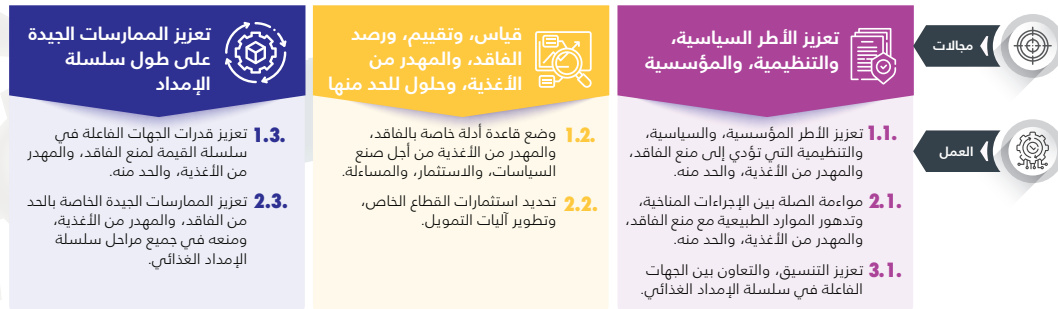 مجالات
العمل
تعزيز الأطر السياسية،
والتنظيمية، والمؤسسية
1.1. تعزيز الأطر المؤسسية، والسياسية،
والتنظيمية التي تؤدي إلى منع الفاقد،
والمهدر من الأغذية، والحد منه.
2.1. مواءمة الصلة بين الإجراءات المناخية،
وتدهور الموارد الطبيعية مع منع الفاقد،
والمهدر من الأغذية، والحد منه.
3.1. تعزيز التنسيق، والتعاون بين الجهات
الفاعلة في سلسلة الإمداد الغذائي.
قياس، وتقييم، ورصد
الفاقد، والمهدر من
الأغذية، وحلول للحد منها
1.2. وضع قاعدة أدلة خاصة بالفاقد،
والمهدر من الأغذية من أجل صنع
السياسات، والاستثمار، والمساءلة.
2.2. تحديد استثمارات القطاع الخاص،
وتطوير آليات التمويل.
تعزيز الممارسات الجيدة
على طول سلسلة
الإمداد
1.3. تعزيز قدرات الجهات الفاعلة في
سلسلة القيمة لمنع الفاقد، والمهدر
من الأغذية، والحد منه.
2.3. تعزيز الممارسات الجيدة الخاصة بالحد
من الفاقد، والمهدر من الأغذية،
ومنعه في جميع مراحل سلسلة
الإمداد الغذائي.